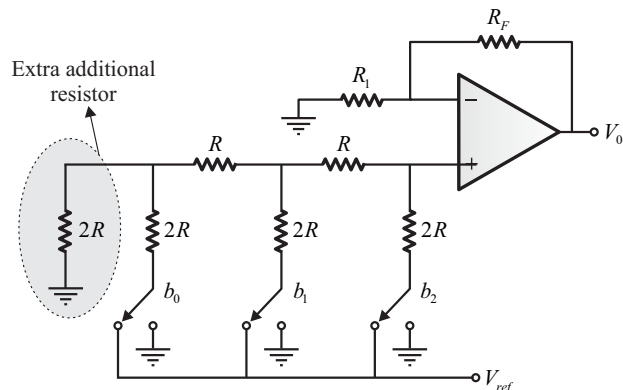 R_F
Extra additional
resistor
R_1
−
V_0
R
R
+
2R
2R
2R
2R
b_0
b_1
b_2
V_ref